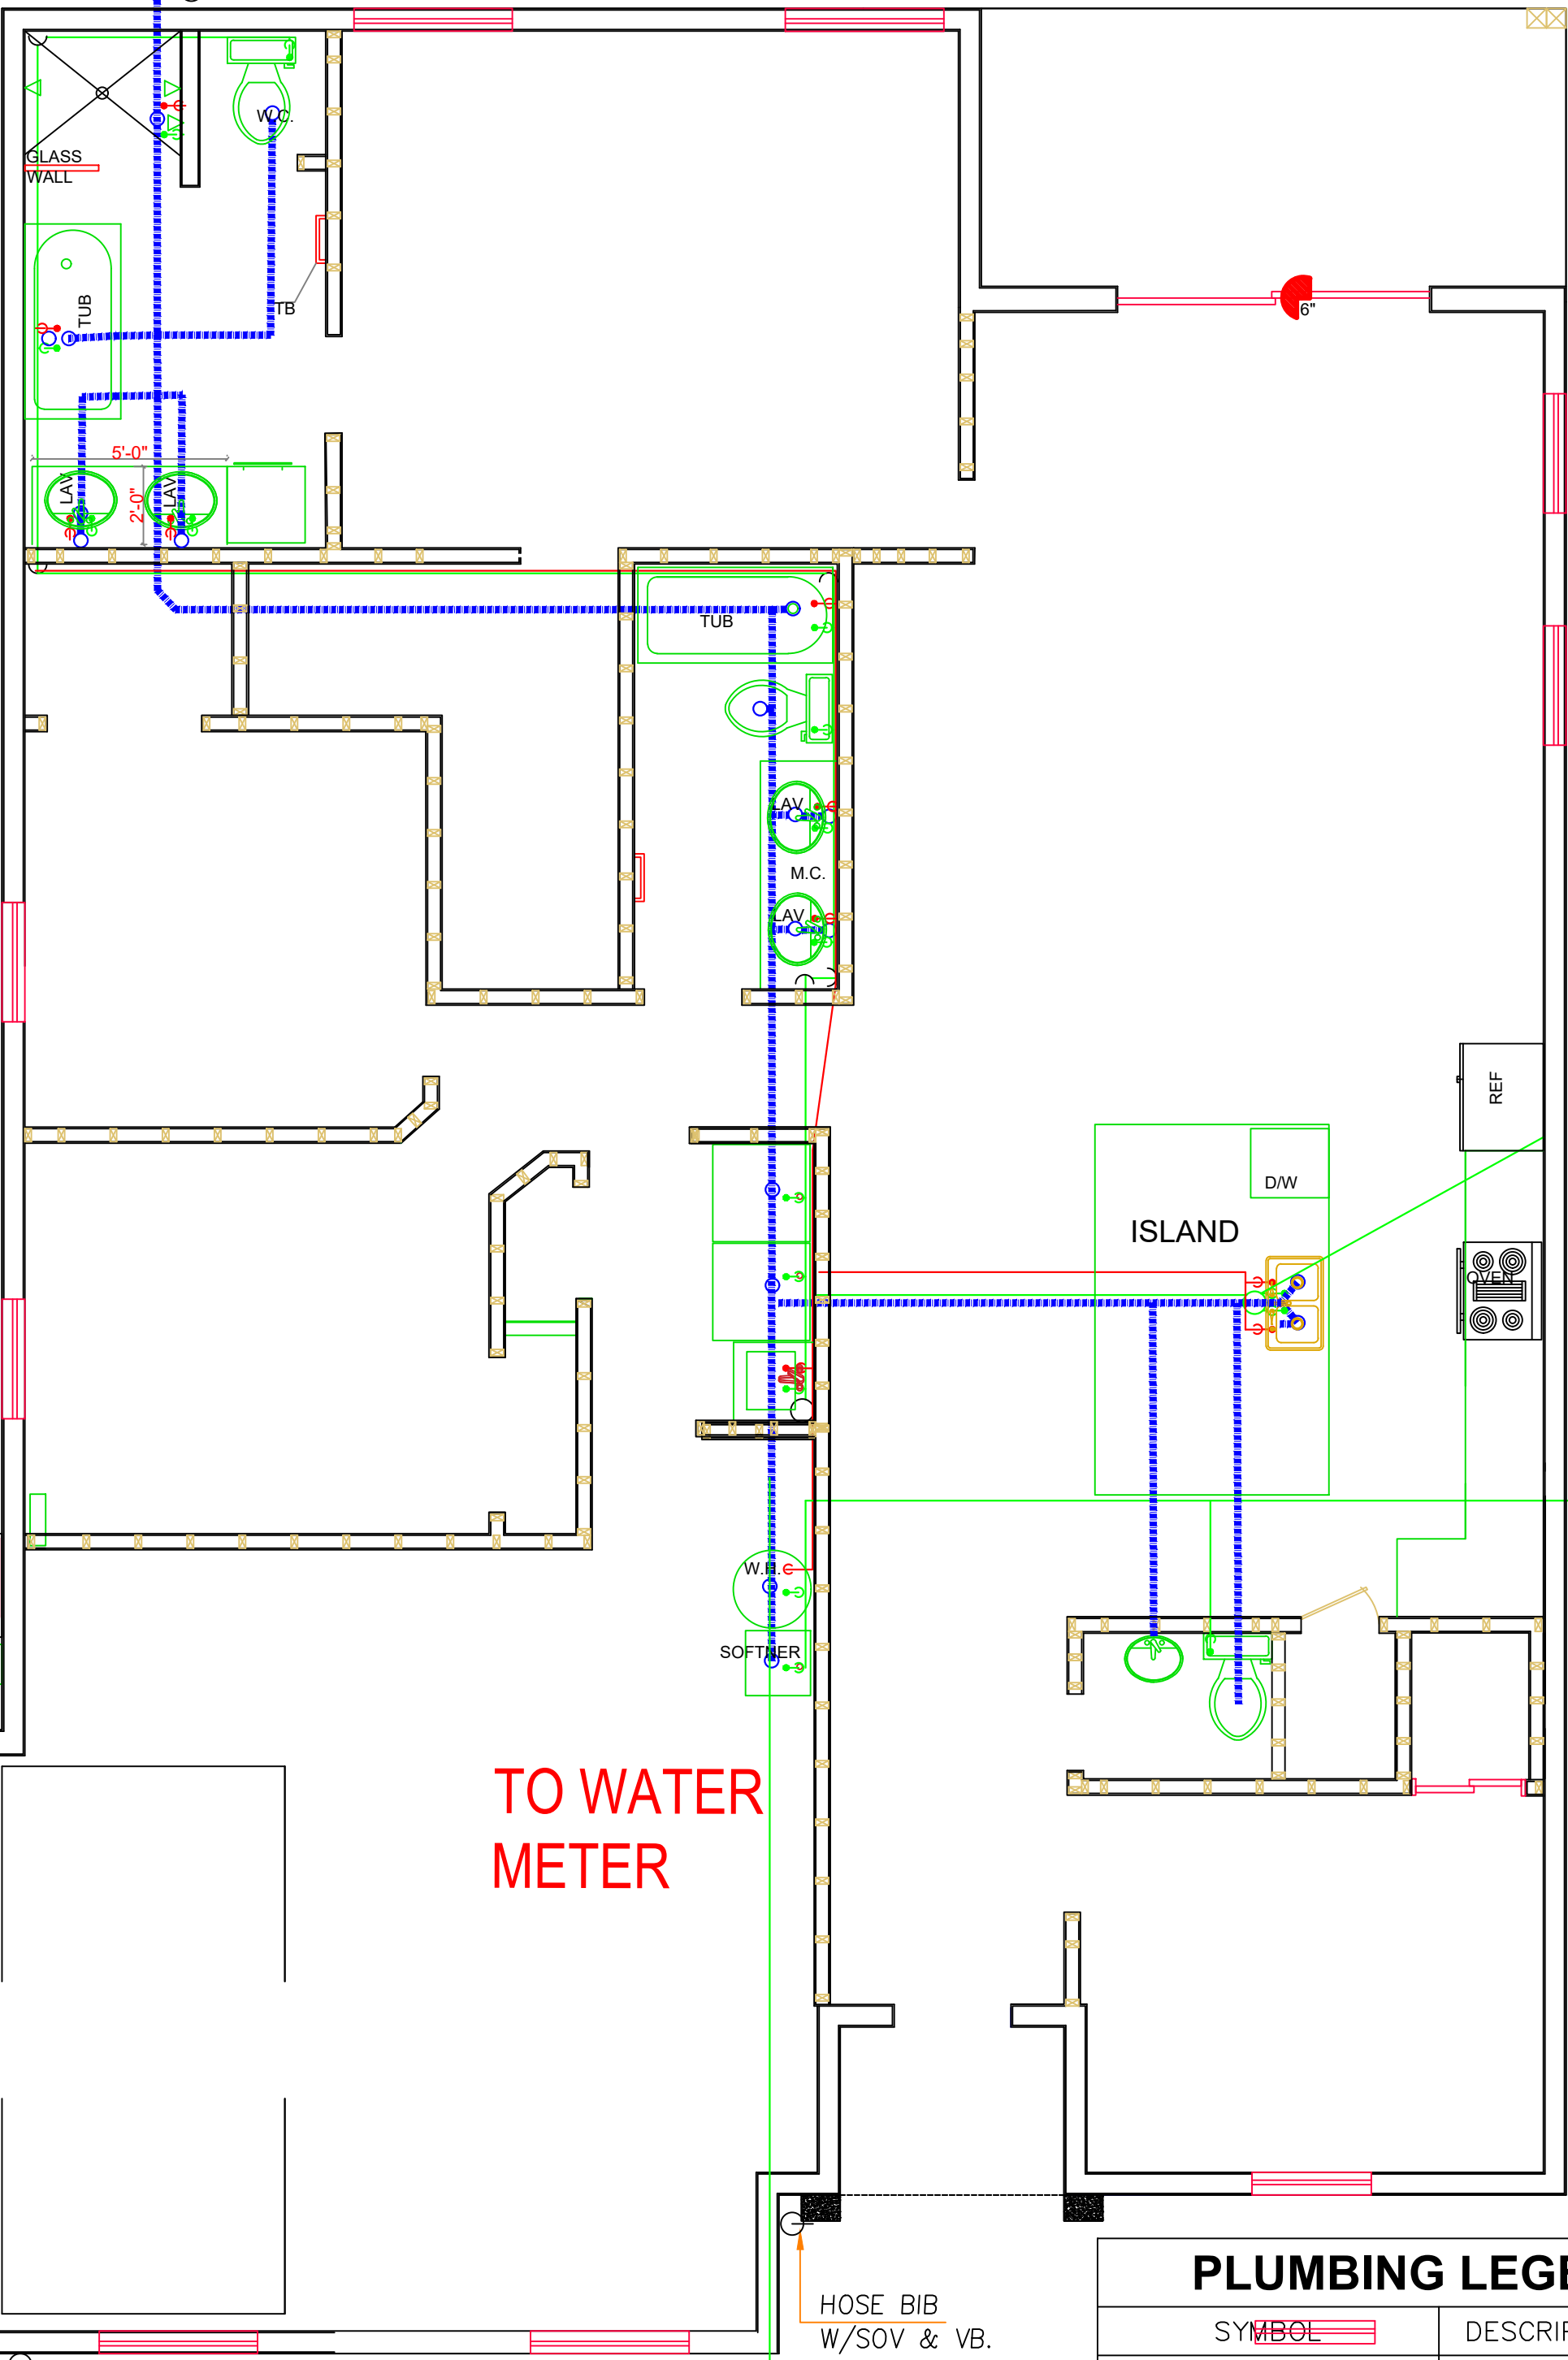 W.C.
GLASS
WALL
TUB
TB
6"
5'-0"
LAV
2'-0"
LAV
TUB
LAV
M.C.
LAV
REF
D/W
ISLAND
OVEN
W.H.
SOFTNER
TO WATER
METER
PLUMBING LEGE
HOSE BIB
W/SOV & VB.
SYMBOL
DESCRIP